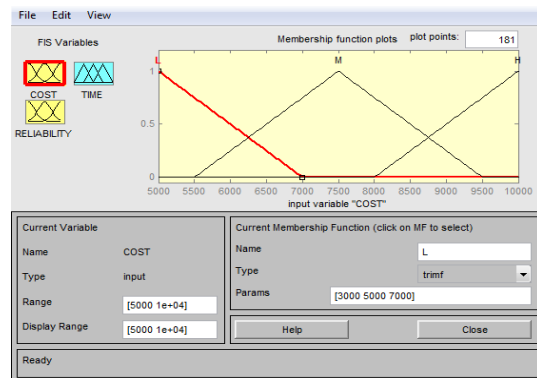 File Edit View
FIS Variables
Membership function plots
plot points:
181
COST
TIME
RELIABILITY
L
M
H
1
0.5
0
5000 5500 6000 6500 7000 7500 8000 8500 9000 9500 10000
input variable "COST"
Current Variable
Name COST
Type input
Range [5000 1e+04]
Display Range [5000 1e+04]
Current Membership Function (click on MF to select)
Name L
Type trimf
Params [3000 5000 7000]
Help Close
Ready